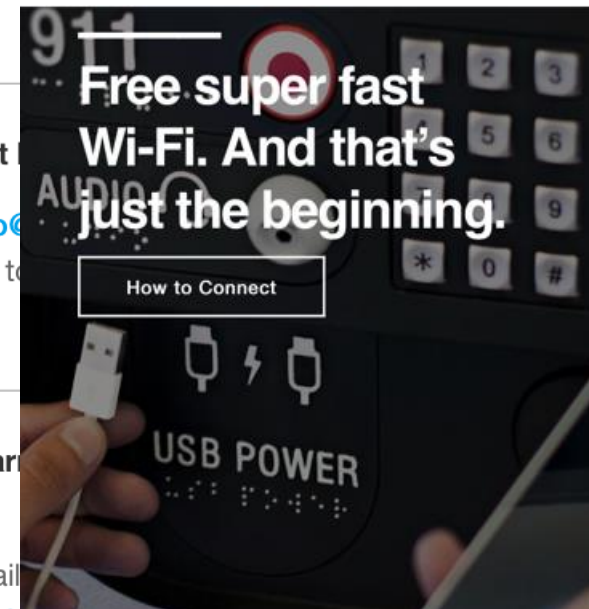 911
Free super fast
Wi-Fi. And that's
just the beginning.
AUDIO
How to Connect
1 2 3
5 6
9
* 0 #
USB POWER